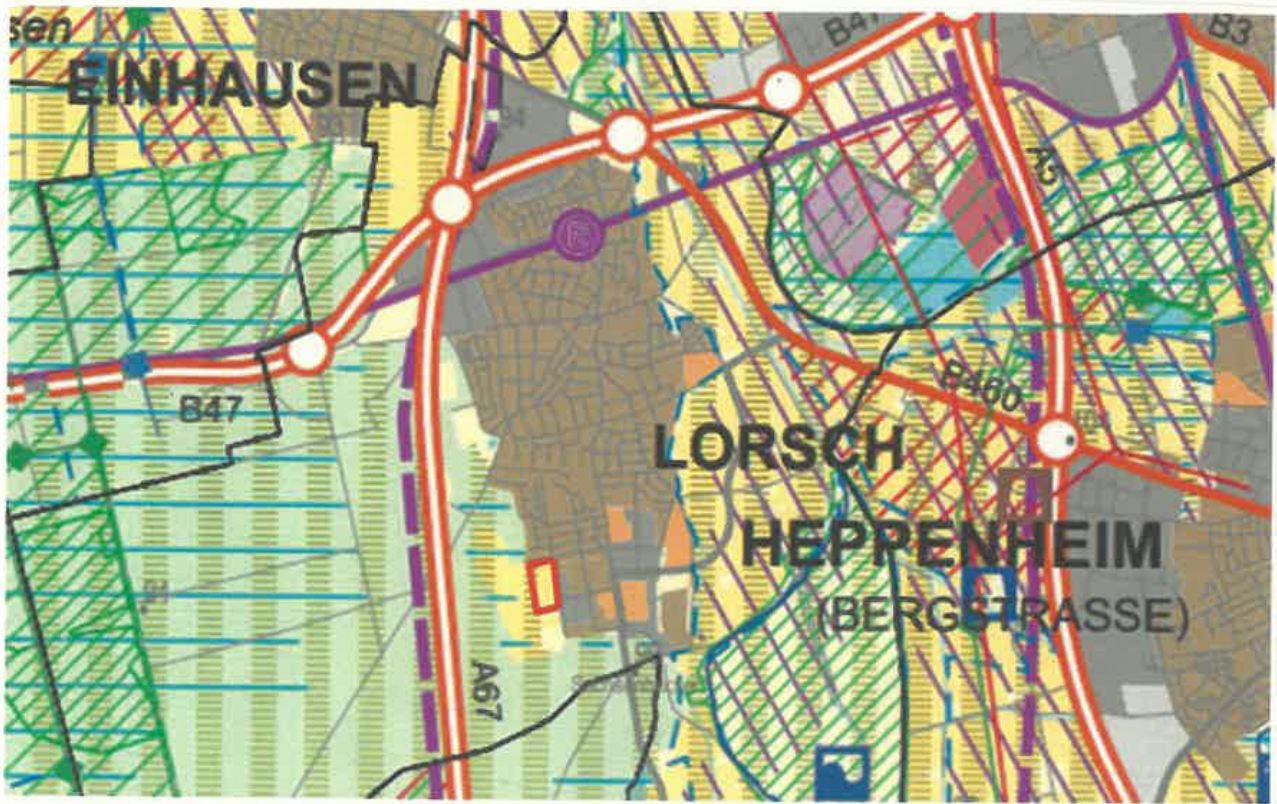 sen
B47
B3
EINHAUSEN
A5
B460
B47
LORSCH
HEPPENHEIM
(BERGSTRASSE)
A67